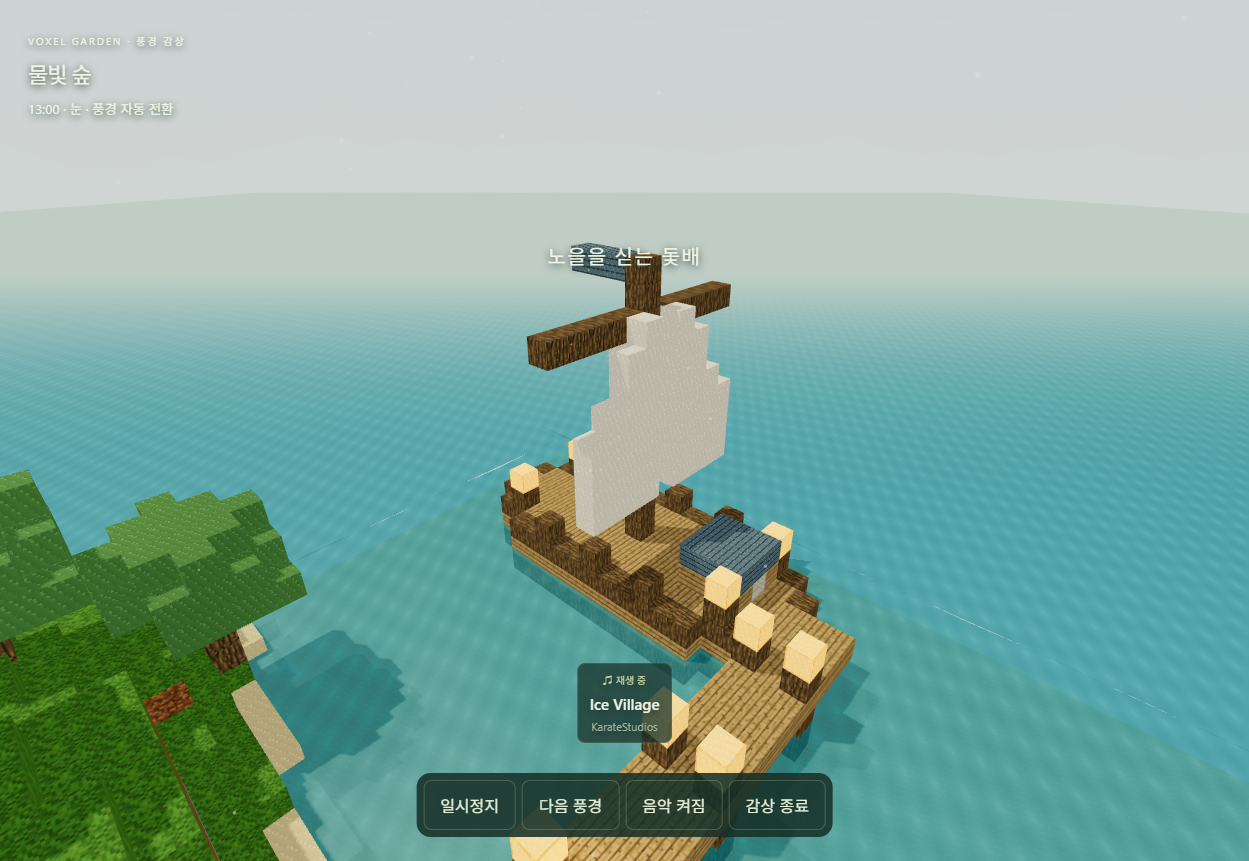 VOXEL GARDEN · 풍경 감상
물빛 숲
13:00 · 눈 · 풍경 자동 전환
노을을 싣는 돛배
♫ 재생 중
Ice Village
KarateStudios
일시정지
다음 풍경
음악 켜짐
감상 종료